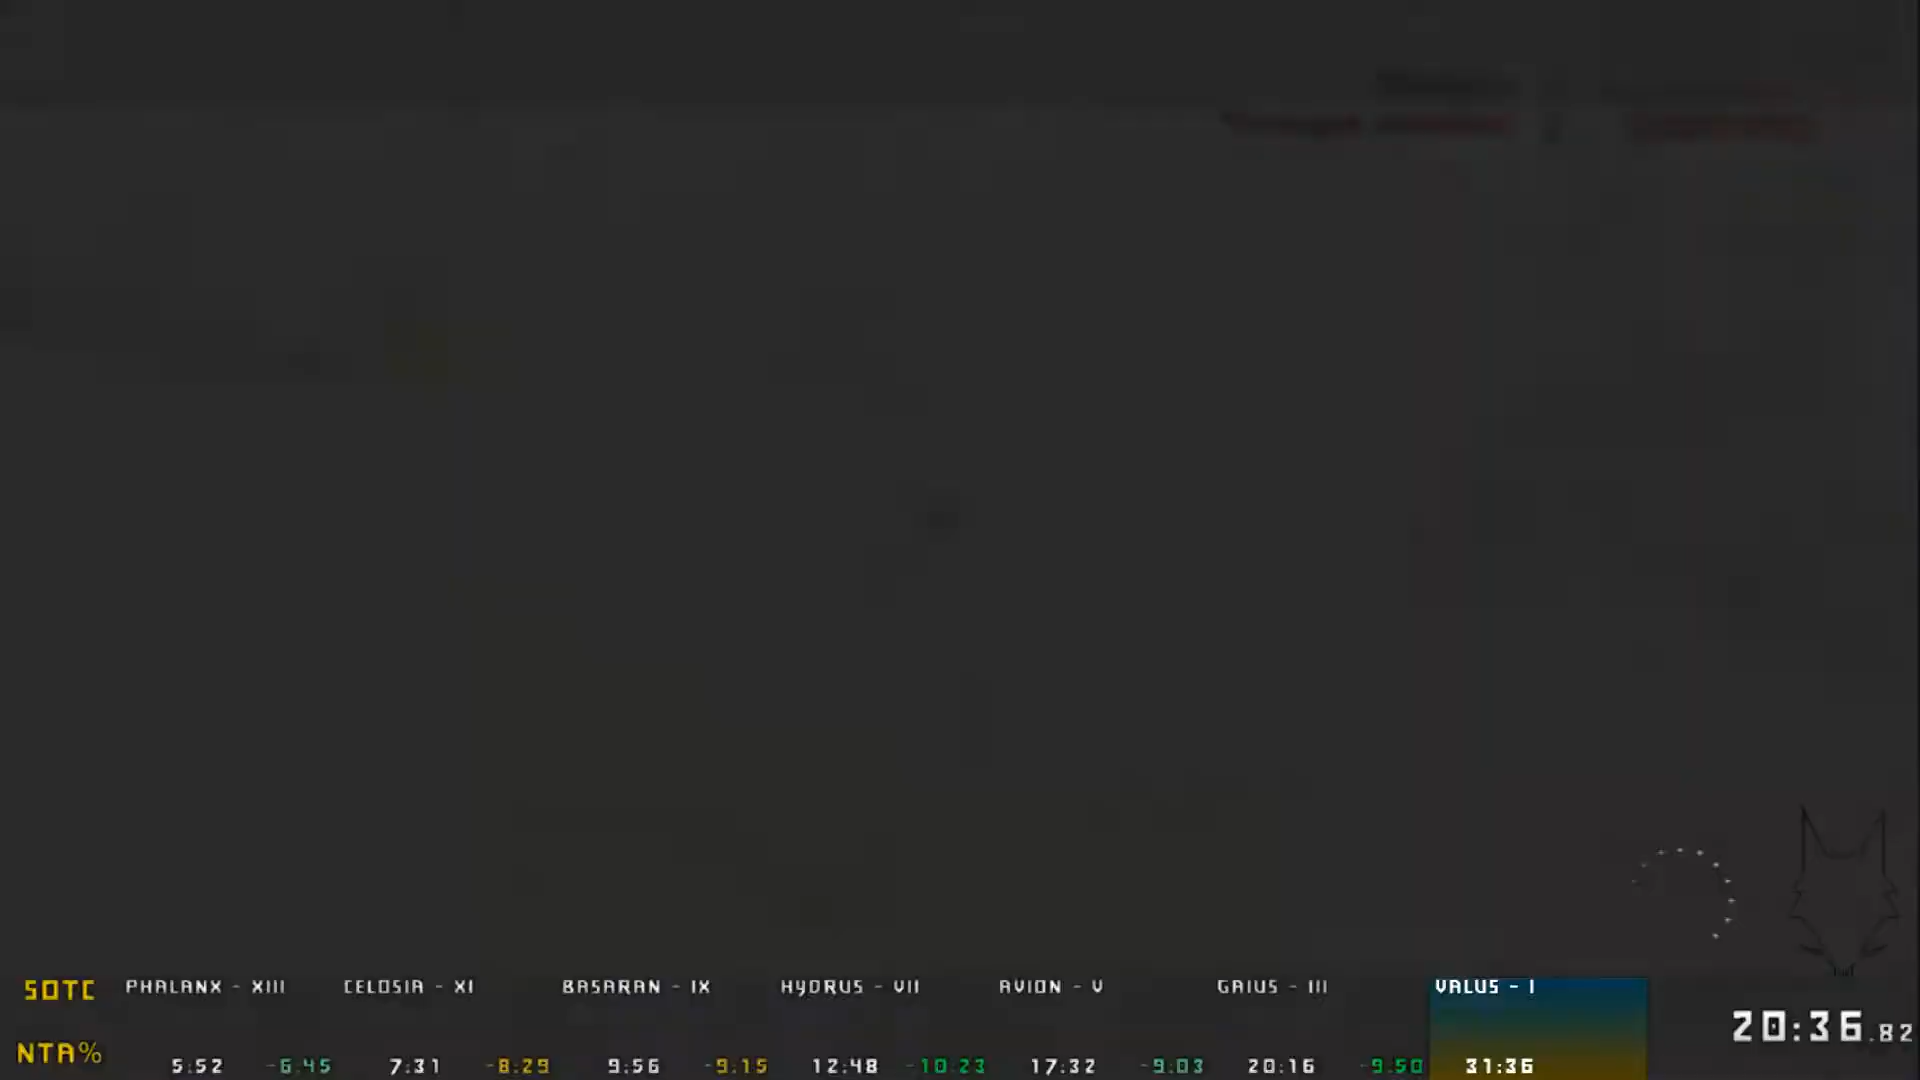 SOTC PHALANX - XIII CELOSIA - XI BASARAN - IX HYDRUS - VII AVION - V GAIUS - III VALUS - I
20:36.82
NTA% 5:52 -6:45 7:31 -8:29 9:56 -9:15 12:48 -10:23 17:32 -9:03 20:16 -9:50 31:36